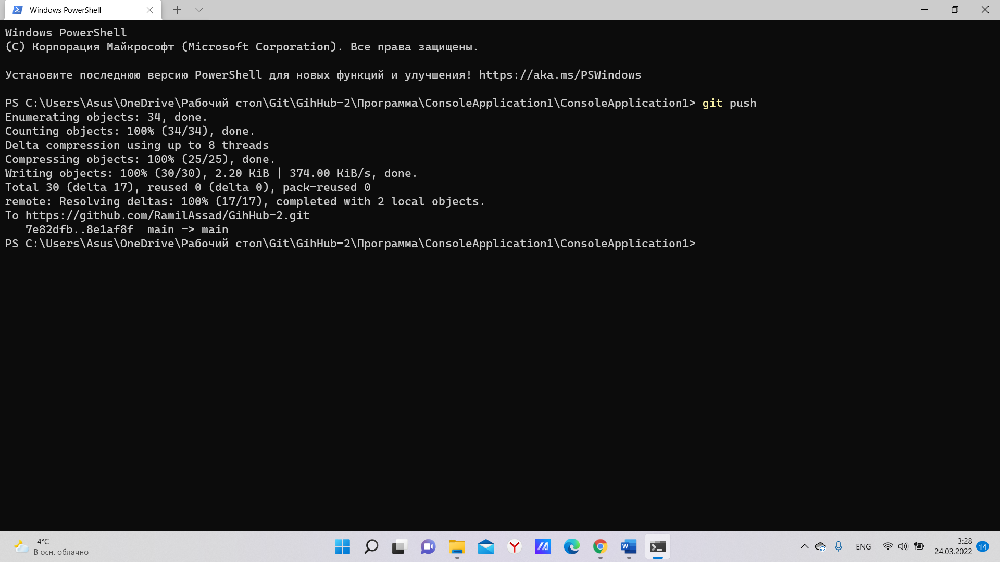 Windows PowerShell
Windows PowerShell
(C) Корпорация Майкрософт (Microsoft Corporation). Все права защищены.
Установите последнюю версию PowerShell для новых функций и улучшения! https://aka.ms/PSWindows
PS C:\Users\Asus\OneDrive\Рабочий стол\Git\GihHub-2\Программа\ConsoleApplication1\ConsoleApplication1> git push
Enumerating objects: 34, done.
Counting objects: 100% (34/34), done.
Delta compression using up to 8 threads
Compressing objects: 100% (25/25), done.
Writing objects: 100% (30/30), 2.20 KiB | 374.00 KiB/s, done.
Total 30 (delta 17), reused 0 (delta 0), pack-reused 0
remote: Resolving deltas: 100% (17/17), completed with 2 local objects.
To https://github.com/RamilAssad/GihHub-2.git
   7e82dfb..8e1af8f  main -> main
PS C:\Users\Asus\OneDrive\Рабочий стол\Git\GihHub-2\Программа\ConsoleApplication1\ConsoleApplication1>
-4°C
В осн. облачно
ENG
3:28
24.03.2022
14